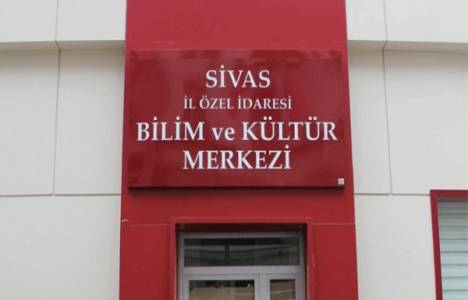 SİVAS
İL ÖZEL İDARESİ
BİLİM ve KÜLTÜR
MERKEZİ